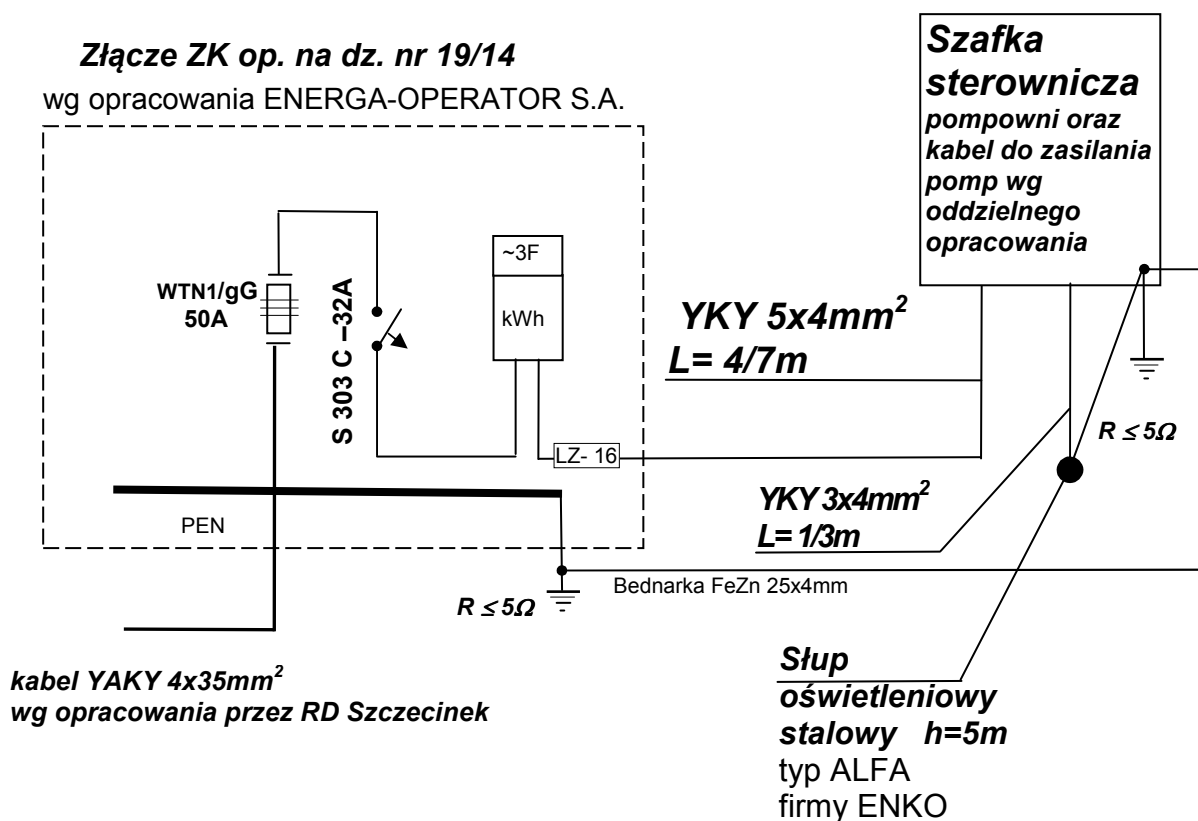 Złącze ZK op. na dz. nr 19/14
wg opracowania ENERGA-OPERATOR S.A.
WTN1/gG
50A
S 303 C –32A
~3F
kWh
LZ- 16
PEN
R ≤ 5Ω
Bednarka FeZn 25x4mm
kabel YAKY 4x35mm²
wg opracowania przez RD Szczecinek
Szafka
sterownicza
pompowni oraz
kabel do zasilania
pomp wg
oddzielnego
opracowania
YKY 5x4mm²
L= 4/7m
R ≤ 5Ω
YKY 3x4mm²
L= 1/3m
Słup
oświetleniowy
stalowy h=5m
typ ALFA
firmy ENKO